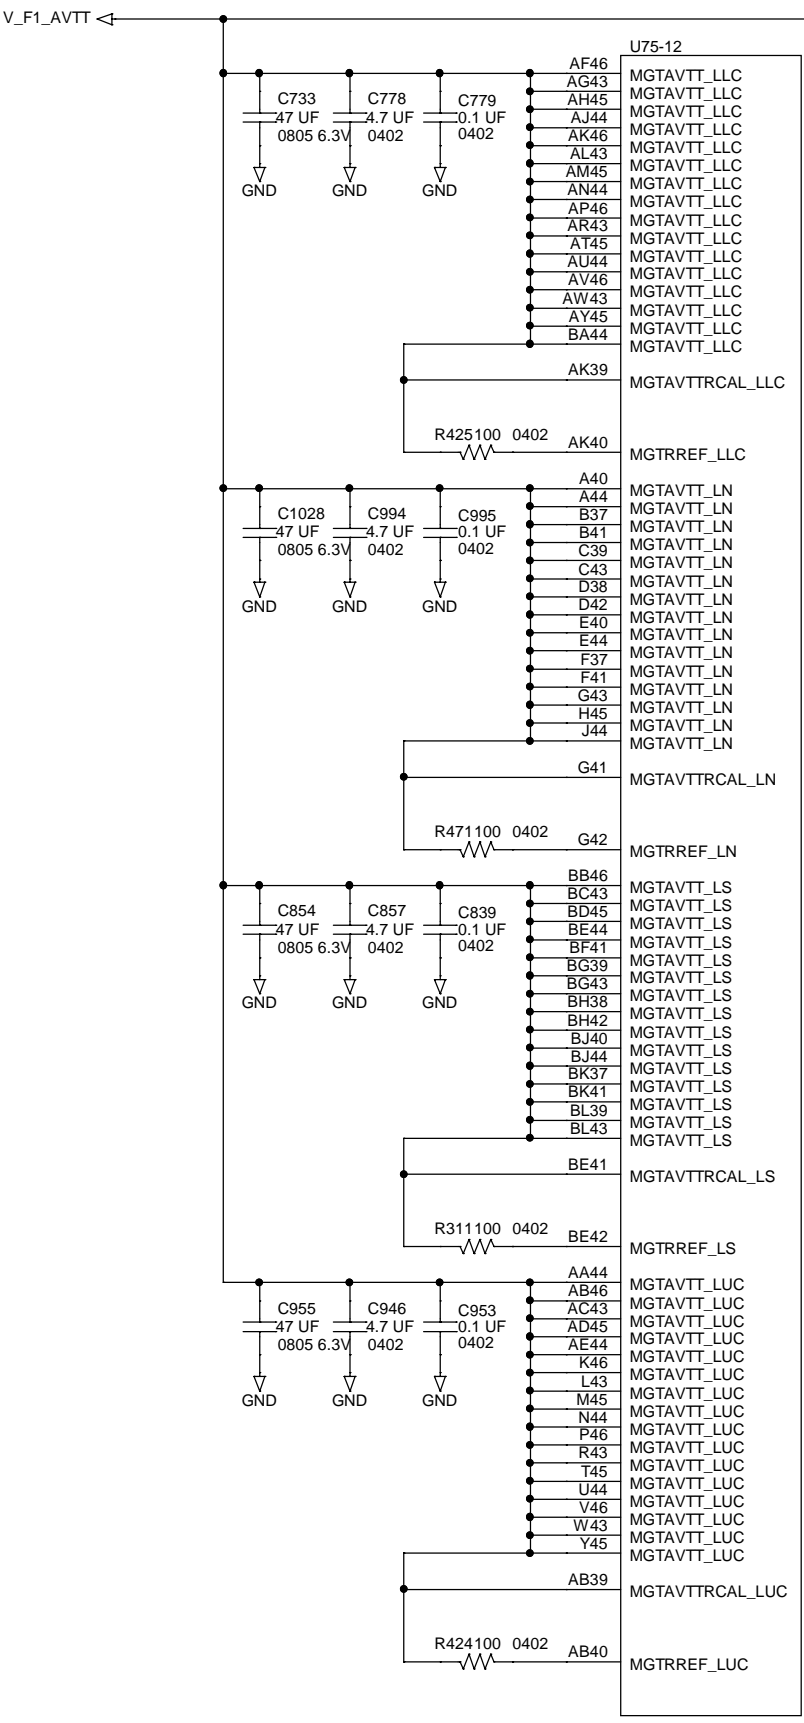 V_F1_AVTT
U75-12
AF46 MGTAVTT_LLC
AG43 MGTAVTT_LLC
AH45 MGTAVTT_LLC
AJ44 MGTAVTT_LLC
AK46 MGTAVTT_LLC
AL43 MGTAVTT_LLC
AM45 MGTAVTT_LLC
AN44 MGTAVTT_LLC
AP46 MGTAVTT_LLC
AR43 MGTAVTT_LLC
AT45 MGTAVTT_LLC
AU44 MGTAVTT_LLC
AV46 MGTAVTT_LLC
AW43 MGTAVTT_LLC
AY45 MGTAVTT_LLC
BA44 MGTAVTT_LLC
C733 C778 C779
47 UF 4.7 UF 0.1 UF
0805 6.3V 0402 0402
GND GND GND
AK39 MGTAVTTRCAL_LLC
R425 100 0402 AK40 MGTRREF_LLC
A40 MGTAVTT_LN
A44 MGTAVTT_LN
B37 MGTAVTT_LN
B41 MGTAVTT_LN
C39 MGTAVTT_LN
C43 MGTAVTT_LN
D38 MGTAVTT_LN
D42 MGTAVTT_LN
E40 MGTAVTT_LN
E44 MGTAVTT_LN
F37 MGTAVTT_LN
F41 MGTAVTT_LN
G43 MGTAVTT_LN
H45 MGTAVTT_LN
J44 MGTAVTT_LN
C1028 C994 C995
47 UF 4.7 UF 0.1 UF
0805 6.3V 0402 0402
GND GND GND
G41 MGTAVTTRCAL_LN
R471 100 0402 G42 MGTRREF_LN
BB46 MGTAVTT_LS
BC43 MGTAVTT_LS
BD45 MGTAVTT_LS
BE44 MGTAVTT_LS
BF41 MGTAVTT_LS
BG39 MGTAVTT_LS
BG43 MGTAVTT_LS
BH38 MGTAVTT_LS
BH42 MGTAVTT_LS
BJ40 MGTAVTT_LS
BJ44 MGTAVTT_LS
BK37 MGTAVTT_LS
BK41 MGTAVTT_LS
BL39 MGTAVTT_LS
BL43 MGTAVTT_LS
C854 C857 C839
47 UF 4.7 UF 0.1 UF
0805 6.3V 0402 0402
GND GND GND
BE41 MGTAVTTRCAL_LS
R311 100 0402 BE42 MGTRREF_LS
AA44 MGTAVTT_LUC
AB46 MGTAVTT_LUC
AC43 MGTAVTT_LUC
AD45 MGTAVTT_LUC
AE44 MGTAVTT_LUC
K46 MGTAVTT_LUC
L43 MGTAVTT_LUC
M45 MGTAVTT_LUC
N44 MGTAVTT_LUC
P46 MGTAVTT_LUC
R43 MGTAVTT_LUC
T45 MGTAVTT_LUC
U44 MGTAVTT_LUC
V46 MGTAVTT_LUC
W43 MGTAVTT_LUC
Y45 MGTAVTT_LUC
C955 C946 C953
47 UF 4.7 UF 0.1 UF
0805 6.3V 0402 0402
GND GND GND
AB39 MGTAVTTRCAL_LUC
R424 100 0402 AB40 MGTRREF_LUC